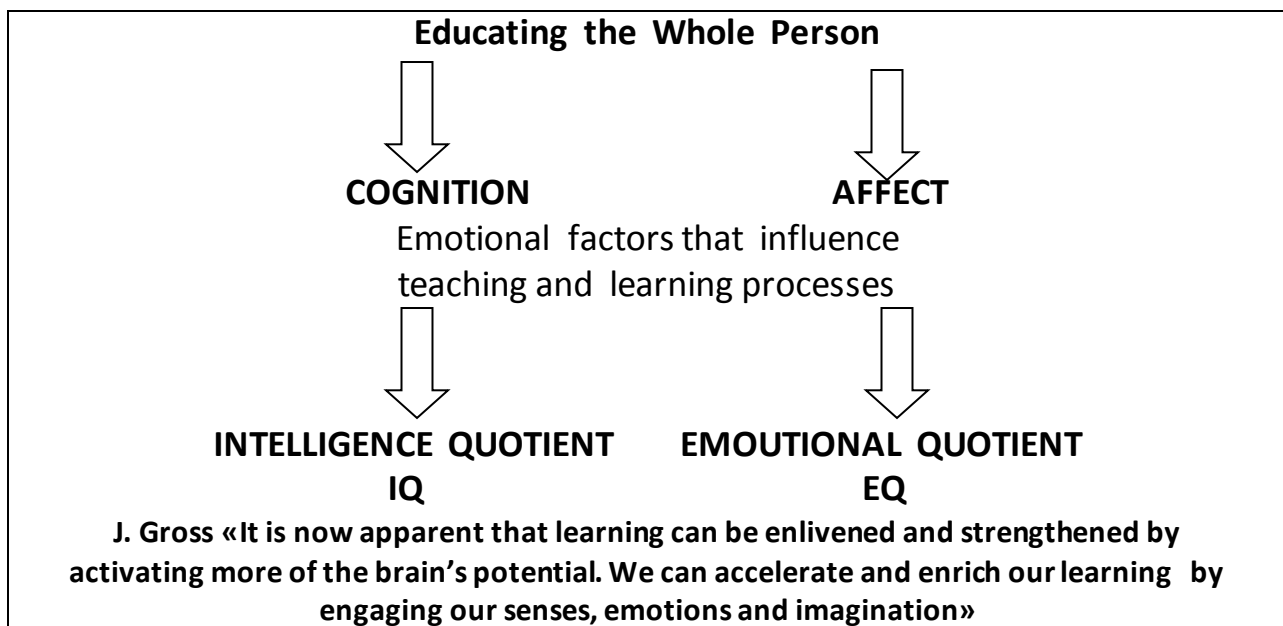 Educating the Whole Person
COGNITION AFFECT
Emotional factors that influence
teaching and learning processes
INTELLIGENCE QUOTIENT EMOUTIONAL QUOTIENT
IQ EQ
J. Gross «It is now apparent that learning can be enlivened and strengthened by
activating more of the brain’s potential. We can accelerate and enrich our learning by
engaging our senses, emotions and imagination»